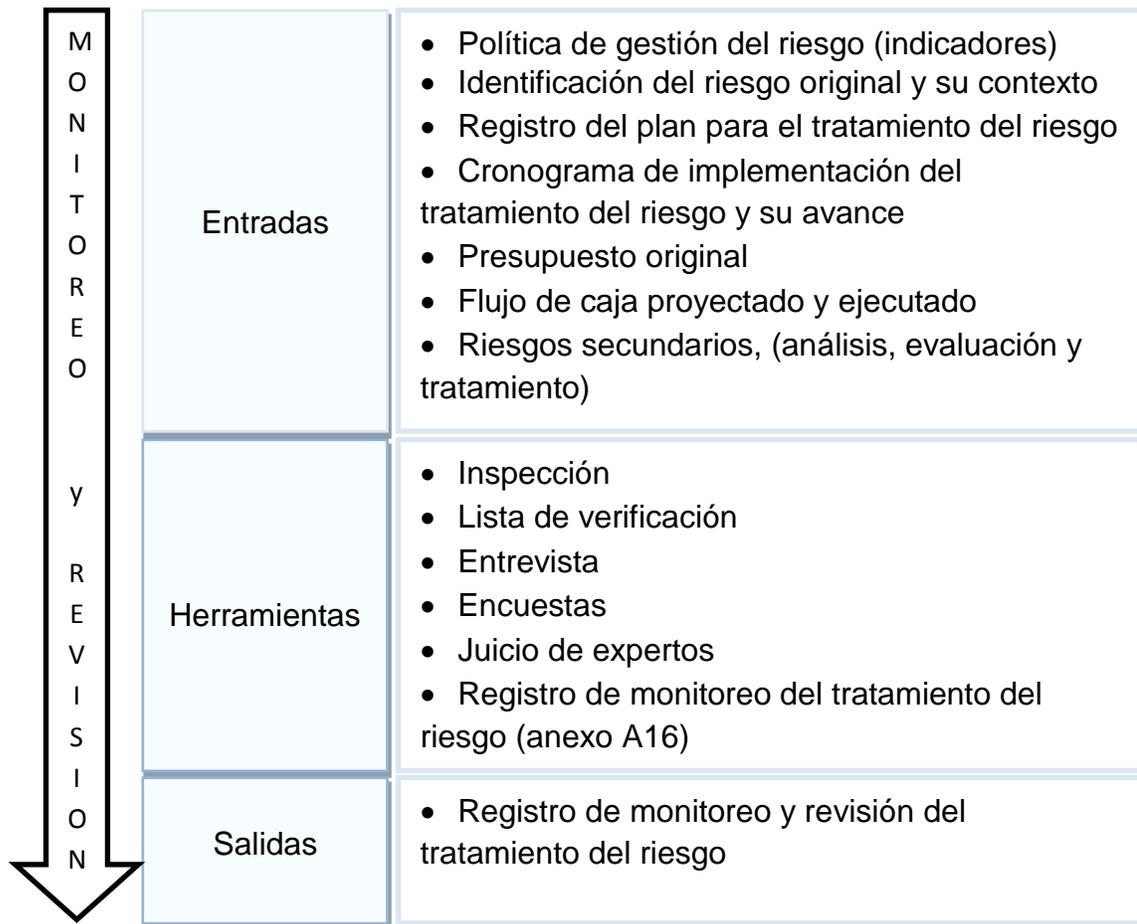 MONITOREO y REVISION
Entradas
• Política de gestión del riesgo (indicadores)
• Identificación del riesgo original y su contexto
• Registro del plan para el tratamiento del riesgo
• Cronograma de implementación del
tratamiento del riesgo y su avance
• Presupuesto original
• Flujo de caja proyectado y ejecutado
• Riesgos secundarios, (análisis, evaluación y
tratamiento)
Herramientas
• Inspección
• Lista de verificación
• Entrevista
• Encuestas
• Juicio de expertos
• Registro de monitoreo del tratamiento del
riesgo (anexo A16)
Salidas
• Registro de monitoreo y revisión del
tratamiento del riesgo